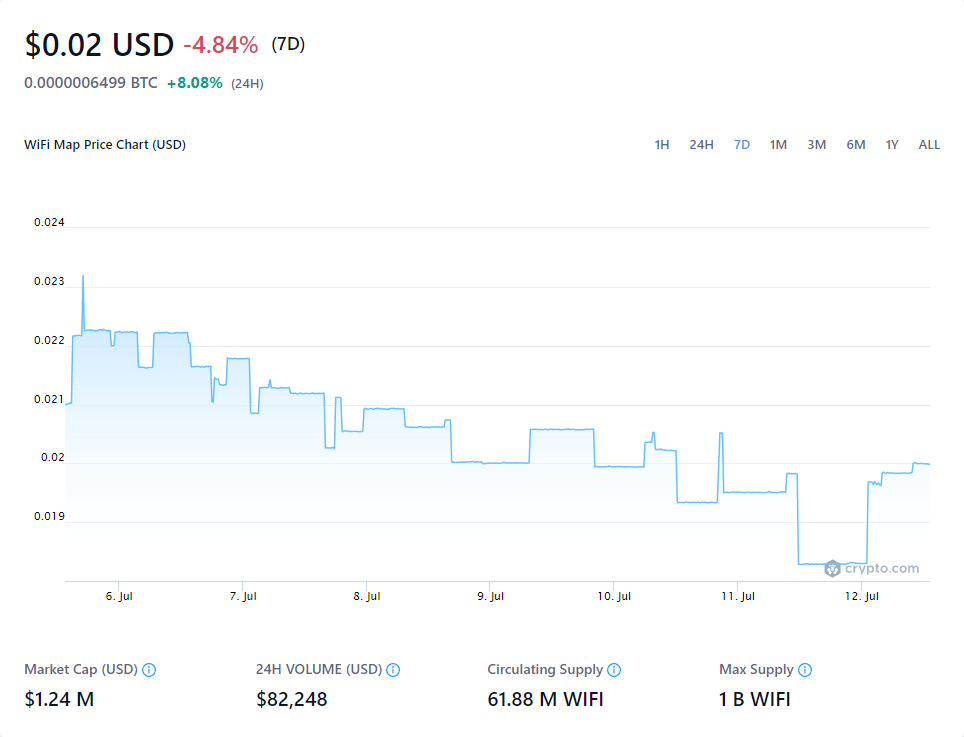 $0.02 USD -4.84% (7D)
0.0000006499 BTC +8.08% (24H)
WiFi Map Price Chart (USD) 1H 24H 7D 1M 3M 6M 1Y ALL
0.024
0.023
0.022
0.021
0.02
0.019
crypto.com
6. Jul 7. Jul 8. Jul 9. Jul 10. Jul 11. Jul 12. Jul
Market Cap (USD) 24H VOLUME (USD) Circulating Supply Max Supply
$1.24 M $82,248 61.88 M WIFI 1 B WIFI